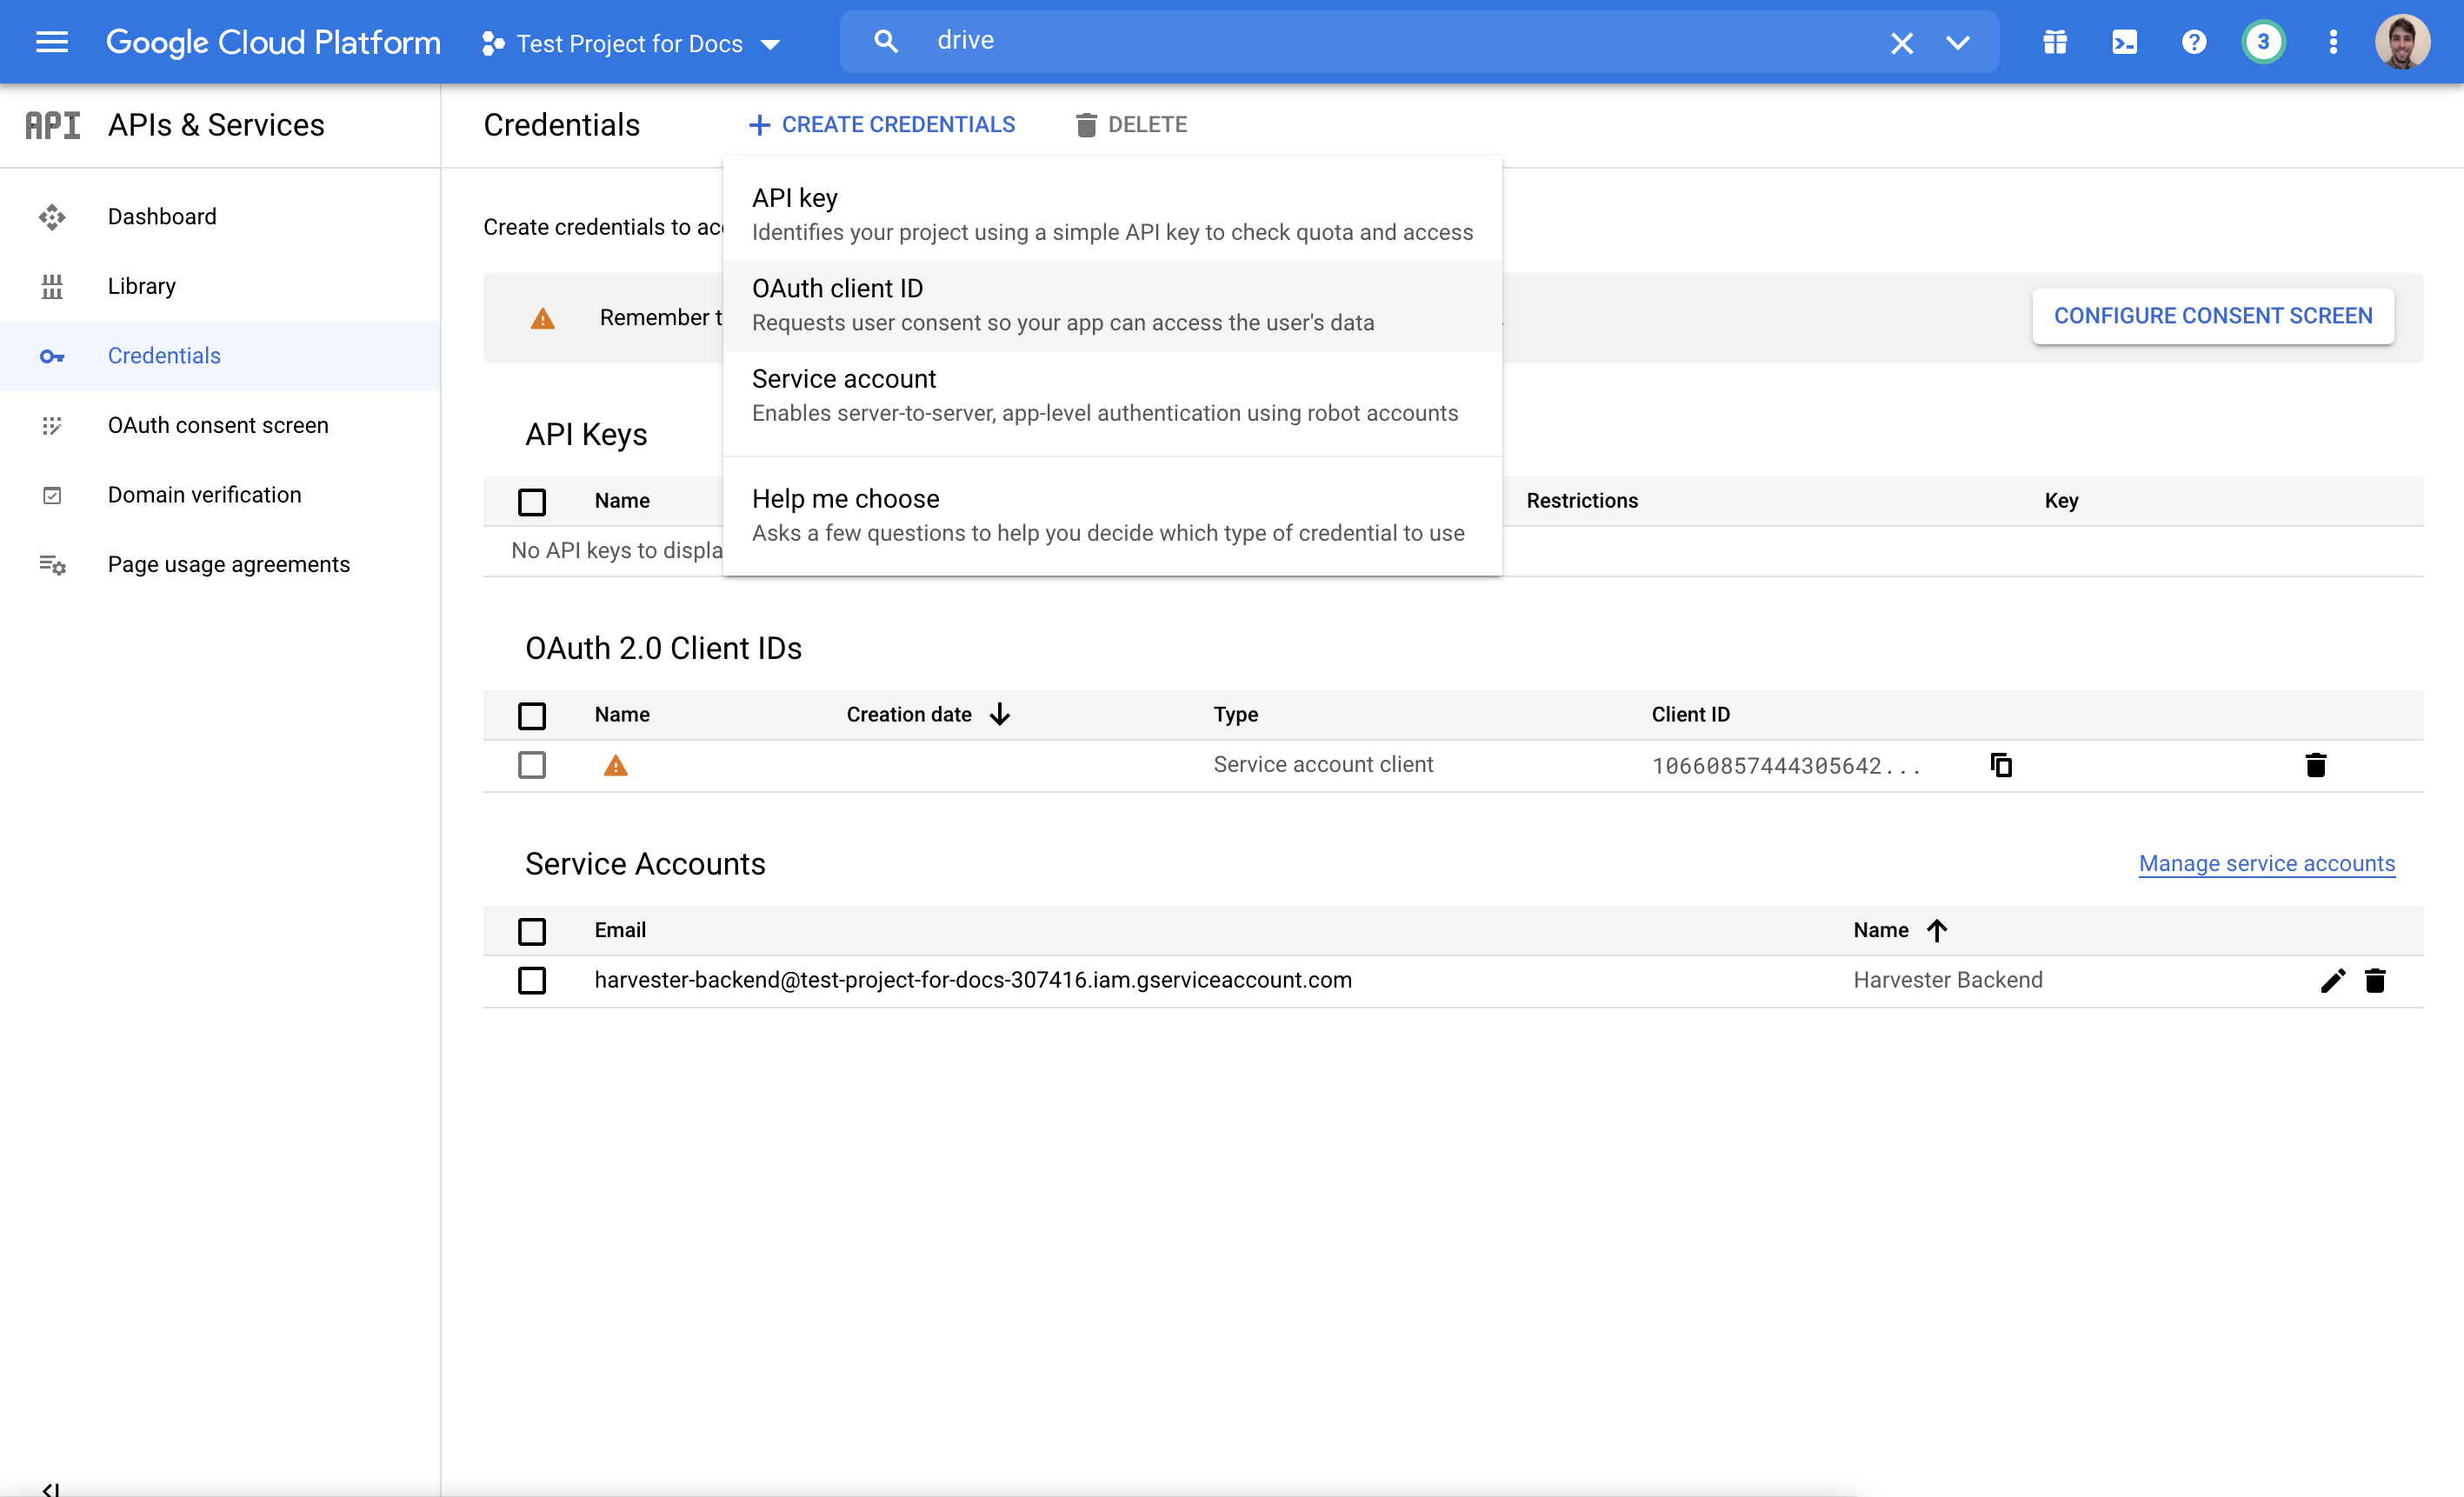 Google Cloud Platform
Test Project for Docs
drive
3
API
APIs & Services
Credentials
CREATE CREDENTIALS
DELETE
Dashboard
Library
Credentials
OAuth consent screen
Domain verification
Page usage agreements
Create credentials to
API key
Identifies your project using a simple API key to check quota and access
OAuth client ID
Requests user consent so your app can access the user's data
Service account
Enables server-to-server, app-level authentication using robot accounts
Help me choose
Asks a few questions to help you decide which type of credential to use
Remember
CONFIGURE CONSENT SCREEN
API Keys
Name
Restrictions
Key
No API keys to displa
OAuth 2.0 Client IDs
Name
Creation date
Type
Client ID
Service account client
10660857444305642...
Service Accounts
Manage service accounts
Email
Name
harvester-backend@test-project-for-docs-307416.iam.gserviceaccount.com
Harvester Backend